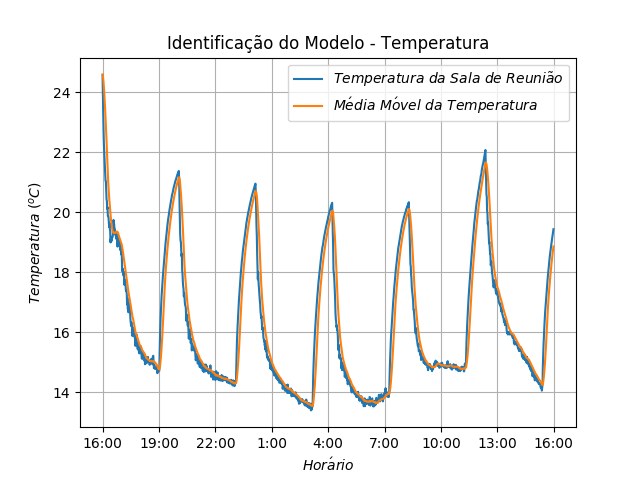 Identificação do Modelo - Temperatura
Temperatura da Sala de Reunião
Média Móvel da Temperatura
Temperatura (ºC)
24
22
20
18
16
14
16:00 19:00 22:00 1:00 4:00 7:00 10:00 13:00 16:00
Horário